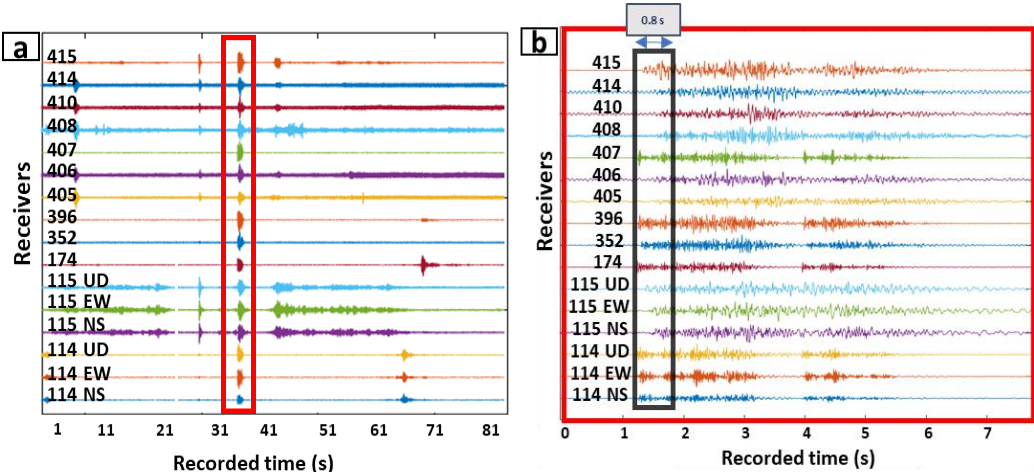 a
415
414
410
408
407
406
405
396
352
174
115 UD
115 EW
115 NS
114 UD
114 EW
114 NS
Receivers
1 11 21 31 41 51 61 71 81
Recorded time (s)
b
0.8 s
415
414
410
408
407
406
405
396
352
174
115 UD
115 EW
115 NS
114 UD
114 EW
114 NS
Receivers
0 1 2 3 4 5 6 7
Recorded time (s)